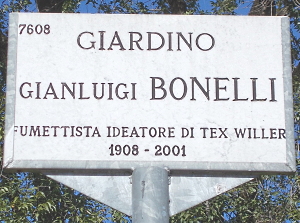 7608
GIARDINO
GIANLUIGI BONELLI
FUMETTISTA IDEATORE DI TEX WILLER
1908 - 2001